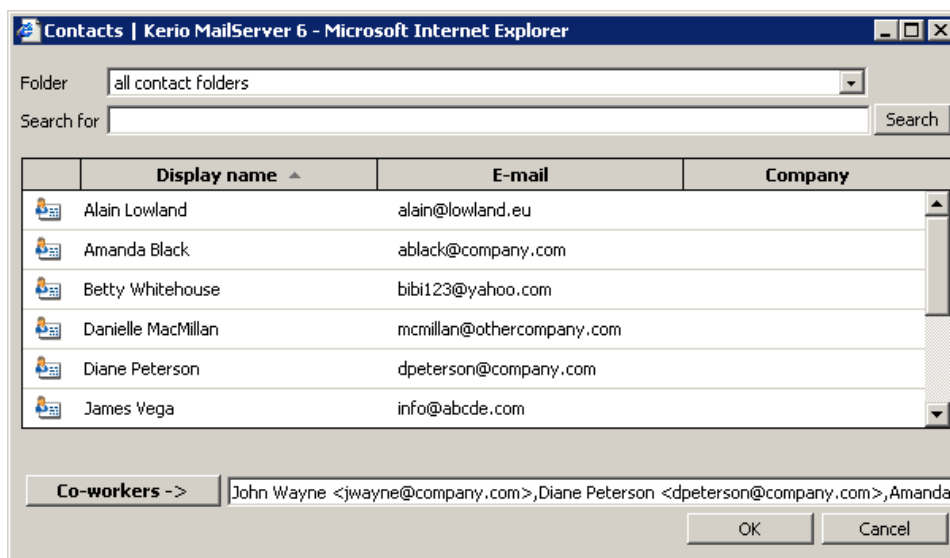 Contacts | Kerio MailServer 6 - Microsoft Internet Explorer
Folder all contact folders
Search for Search
Display name E-mail Company
Alain Lowland alain@lowland.eu
Amanda Black ablack@company.com
Betty Whitehouse bibi123@yahoo.com
Danielle MacMillan mcmillan@othercompany.com
Diane Peterson dpeterson@company.com
James Vega info@abcde.com
Co-workers -> John Wayne <jwayne@company.com>,Diane Peterson <dpeterson@company.com>,Amanda
OK Cancel